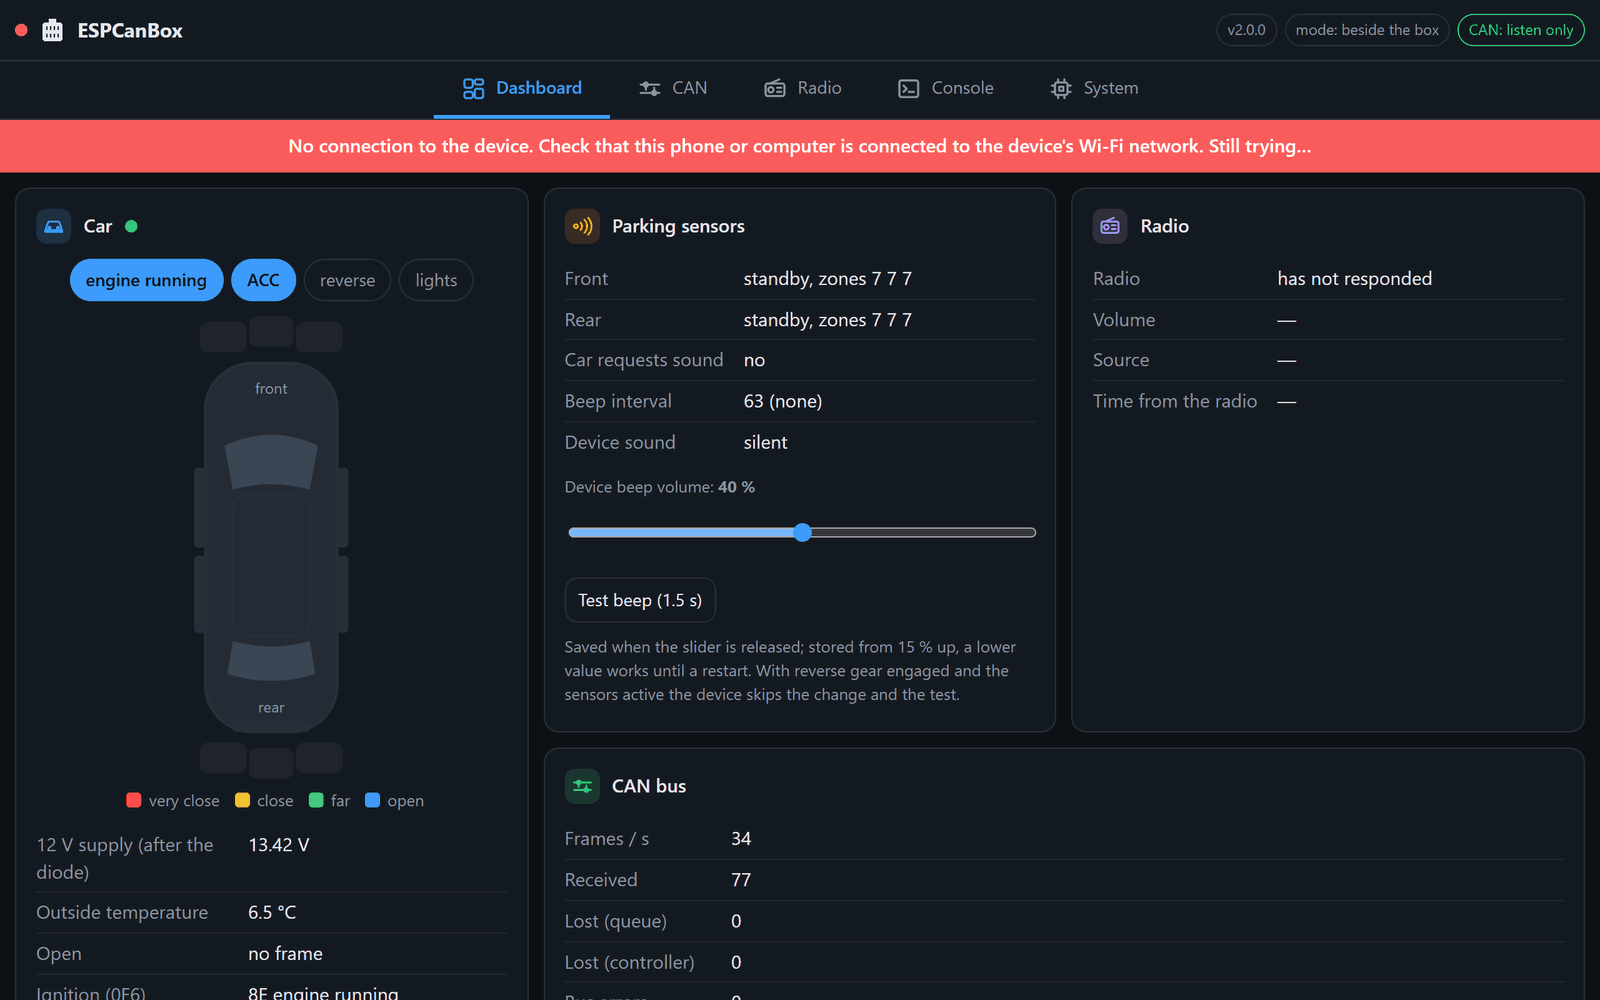 ESPCanBox
v2.0.0
mode: beside the box
CAN: listen only
Dashboard
CAN
Radio
Console
System
No connection to the device. Check that this phone or computer is connected to the device's Wi-Fi network. Still trying...
Car
engine running
ACC
reverse
lights
front
rear
very close
close
far
open
12 V supply (after the
diode)
13.42 V
Outside temperature
6.5 °C
Open
no frame
Ignition (0F6)
8E engine running
Parking sensors
Front
standby, zones 7 7 7
Rear
standby, zones 7 7 7
Car requests sound
no
Beep interval
63 (none)
Device sound
silent
Device beep volume: 40 %
Test beep (1.5 s)
Saved when the slider is released; stored from 15 % up, a lower
value works until a restart. With reverse gear engaged and the
sensors active the device skips the change and the test.
Radio
Radio
has not responded
Volume
—
Source
—
Time from the radio
—
CAN bus
Frames / s
34
Received
77
Lost (queue)
0
Lost (controller)
0
Bus errors
0